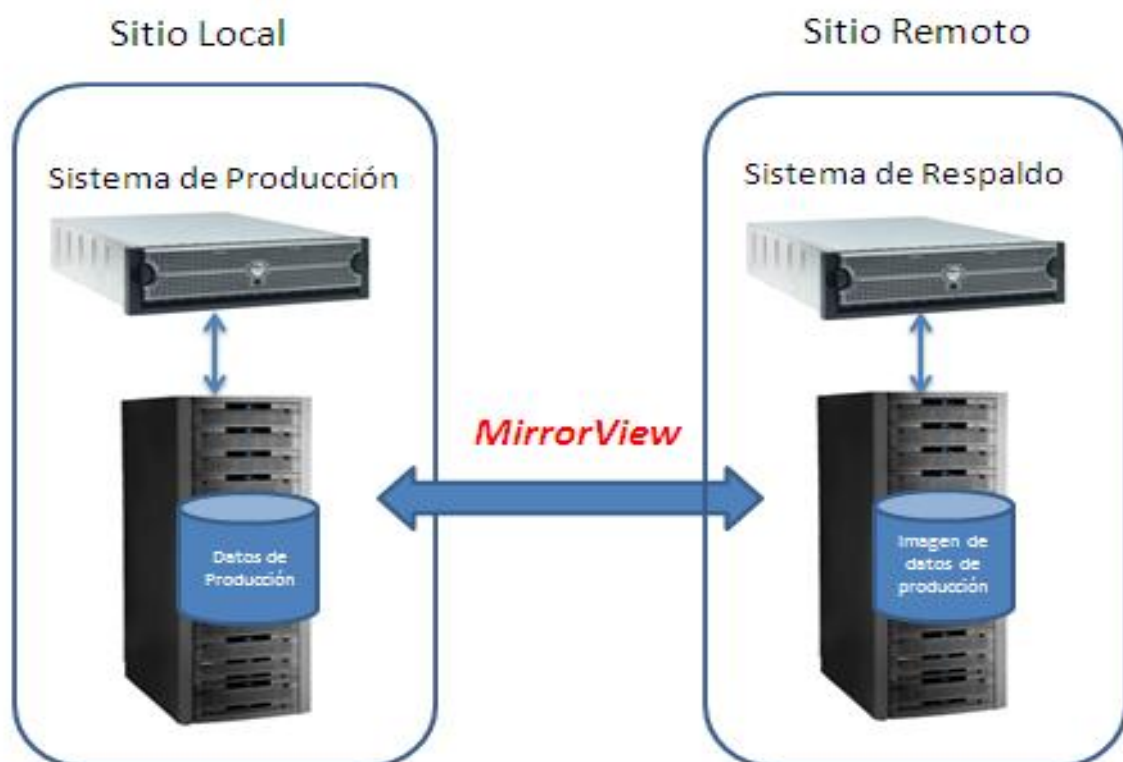 Sitio Local
Sitio Remoto
Sistema de Producción
Sistema de Respaldo
MirrorView
Datos de
Producción
Imagen de
datos de
producción